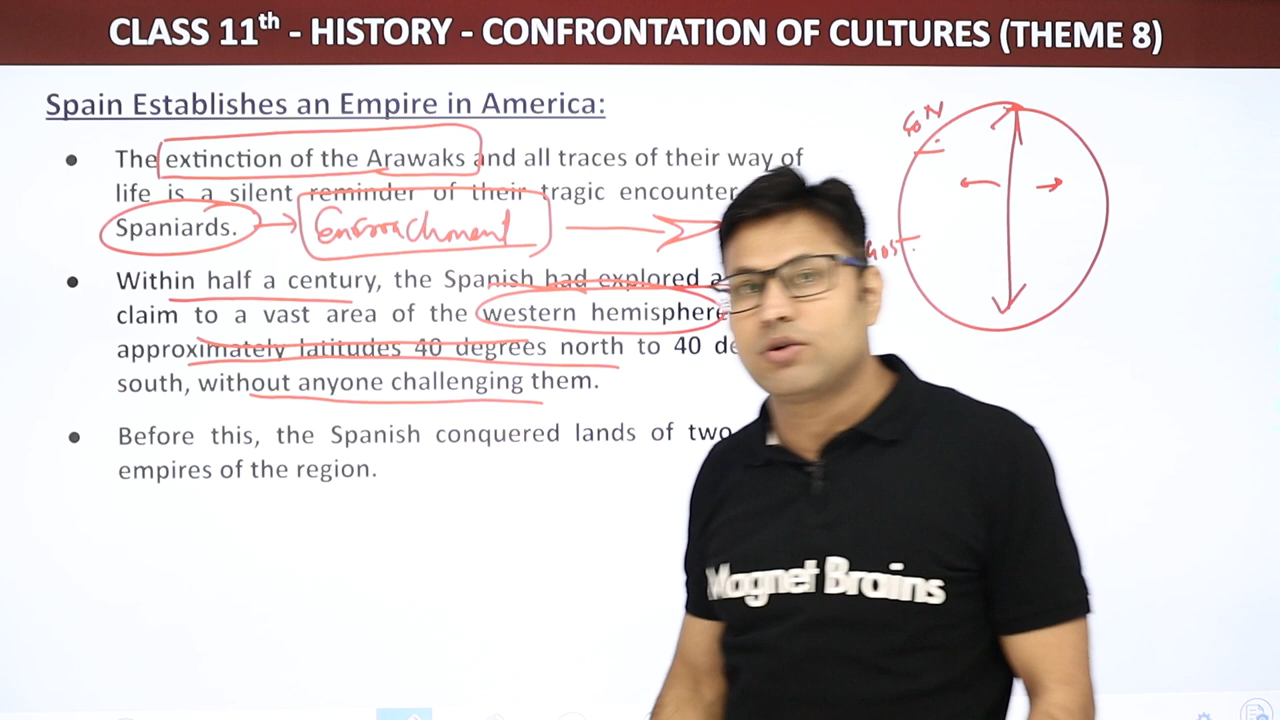 CLASS 11th - HISTORY - CONFRONTATION OF CULTURES (THEME 8)
Spain Establishes an Empire in America:
The extinction of the Arawaks and all traces of their way of
life is a silent reminder of their tragic encounter
Spaniards. Encroachment
Within half a century, the Spanish had explored a
claim to a vast area of the western hemisphere
approximately latitudes 40 degrees north to 40 de
south, without anyone challenging them.
Before this, the Spanish conquered lands of two
empires of the region.
Magnet Brains